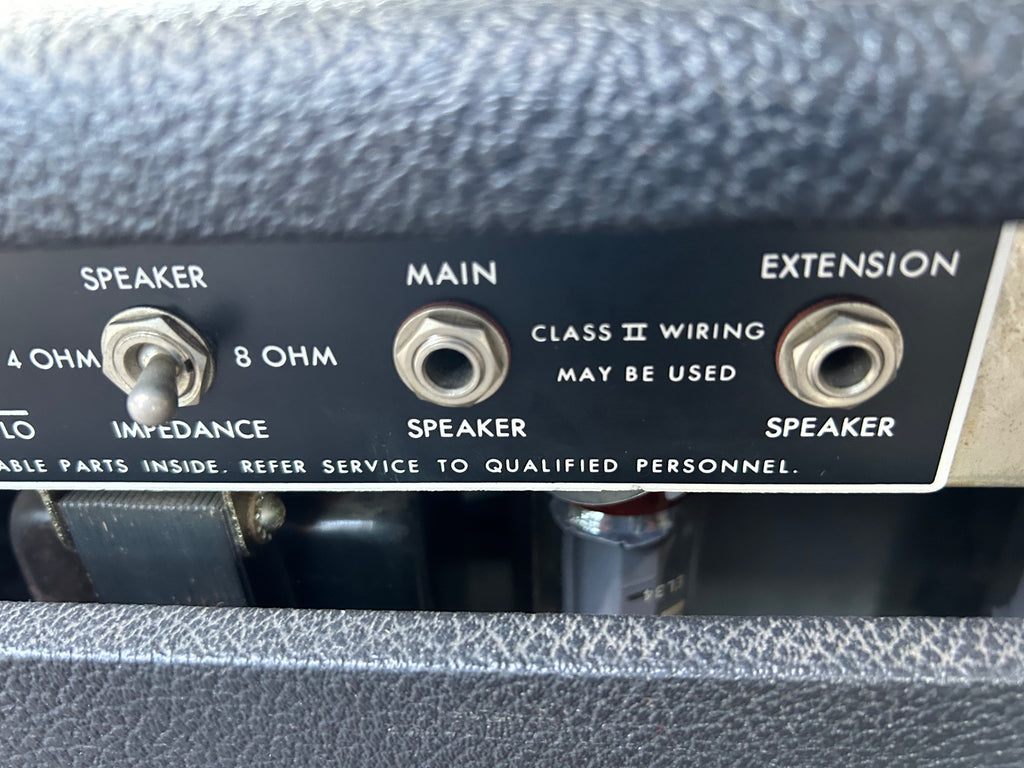 SPEAKER
4 OHM
8 OHM
LO
IMPEDANCE
MAIN
SPEAKER
CLASS II WIRING
MAY BE USED
EXTENSION
SPEAKER
ABLE PARTS INSIDE. REFER SERVICE TO QUALIFIED PERSONNEL.
EL34